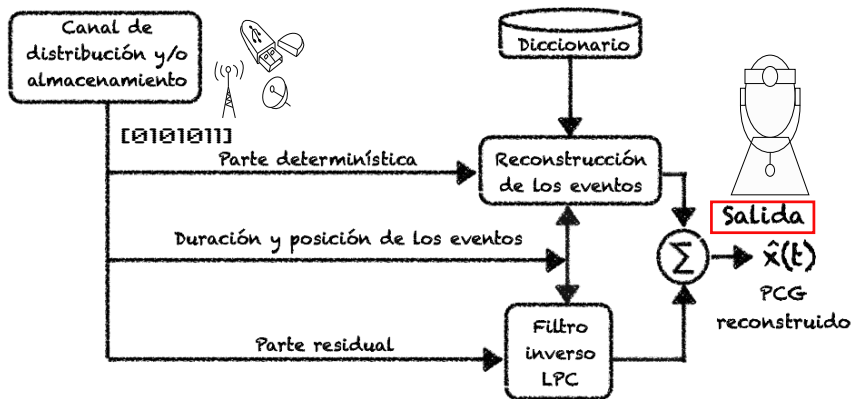 Canal de
distribución y/o
almacenamiento
[0101011]
Diccionario
Parte determinística
Reconstrucción
de los eventos
Salida
Duración y posición de los eventos
Σ
x̂(t)
PCG
reconstruido
Parte residual
Filtro
inverso
LPC